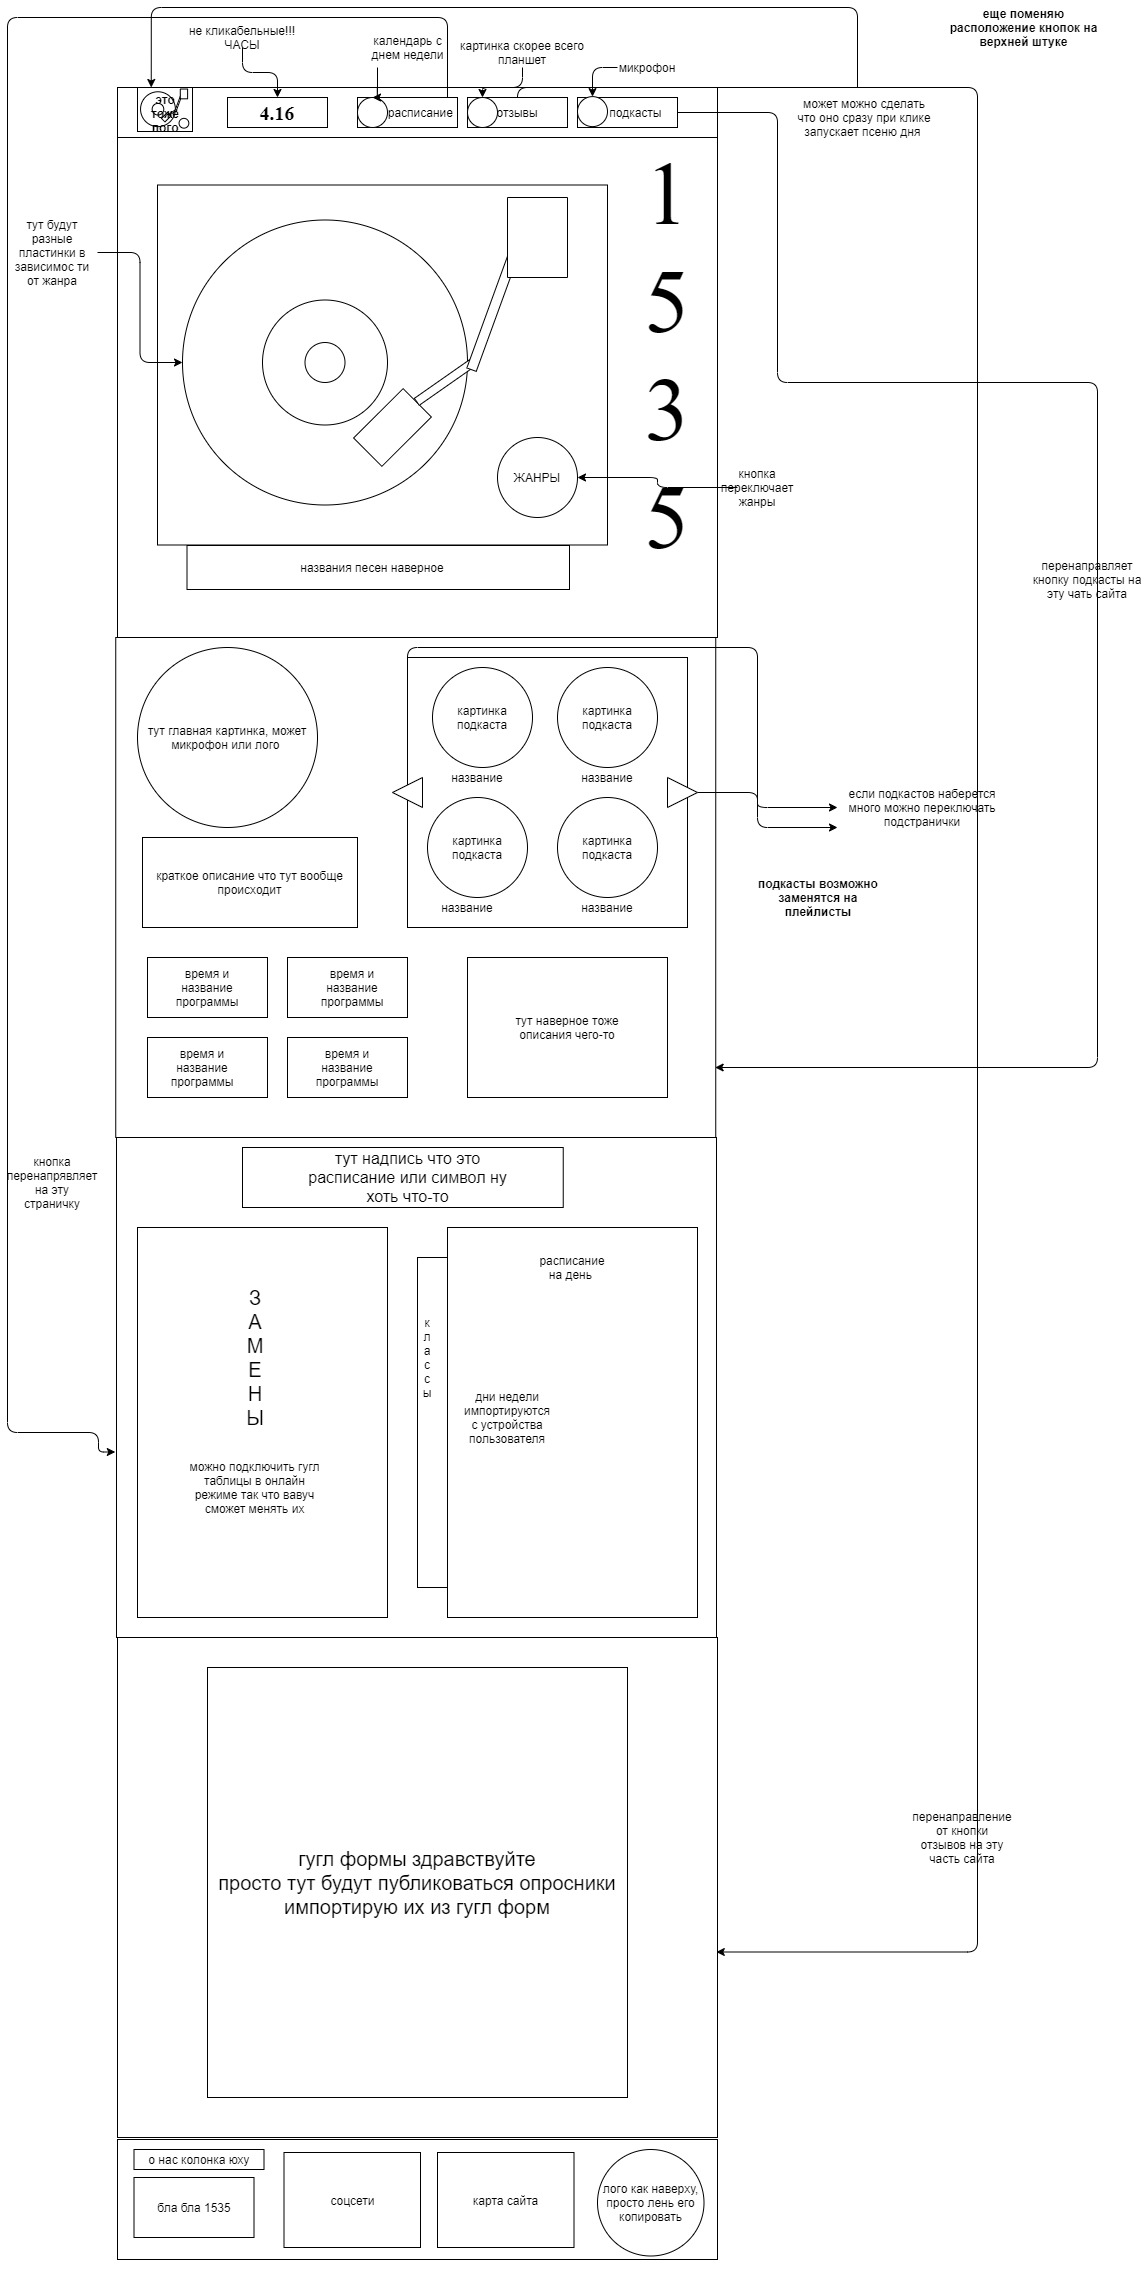 еще поменяю
расположение кнопок на
верхней штуке
не кликабельные!!!
ЧАСЫ
календарь с
днем недели
картинка скорее всего
планшет
микрофон
это
тоже
лого
4.16
расписание
отзывы
подкасты
может можно сделать
что оно сразу при клике
запускает псеню дня
1
5
3
5
тут будут
разные
пластинки в
зависимос ти
от жанра
ЖАНРЫ
кнопка
переключает
жанры
названия песен наверное
перенаправляет
кнопку подкасты на
эту чать сайта
тут главная картинка, может
микрофон или лого
картинка
подкаста
картинка
подкаста
название
название
картинка
подкаста
картинка
подкаста
название
название
если подкастов наберется
много можно переключать
подстранички
краткое описание что тут вообще
происходит
подкасты возможно
заменятся на
плейлисты
время и
название
программы
время и
название
программы
время и
название
программы
время и
название
программы
тут наверное тоже
описания чего-то
кнопка
перенапрявляет
на эту
страничку
тут надпись что это
расписание или символ ну
хоть что-то
З
А
М
Е
Н
Ы
можно подключить гугл
таблицы в онлайн
режиме так что вавуч
сможет менять их
к
л
а
с
с
ы
расписание
на день
дни недели
импортируются
с устройства
пользователя
гугл формы здравствуйте
просто тут будут публиковаться опросники
импортирую их из гугл форм
перенаправление
от кнопки
отзывов на эту
часть сайта
о нас колонка юху
бла бла 1535
соцсети
карта сайта
лого как наверху,
просто лень его
копировать